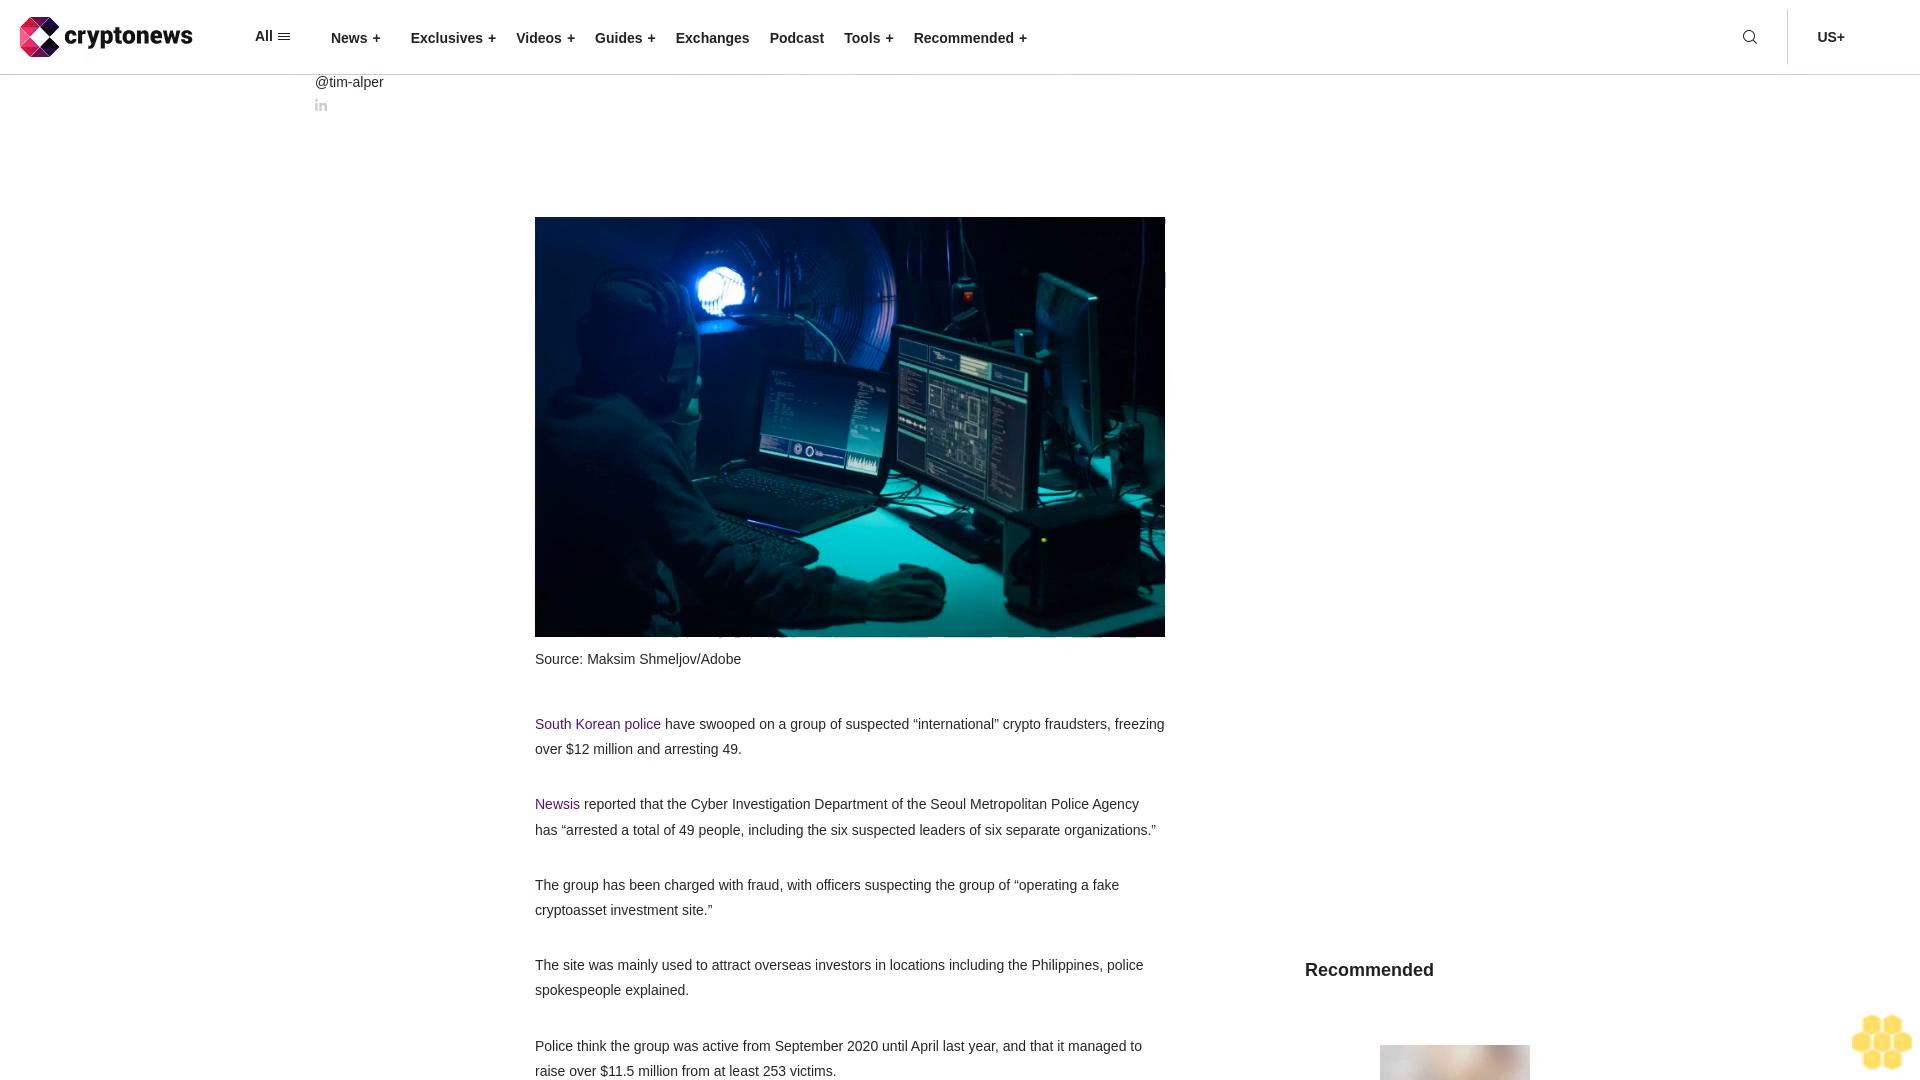 cryptonews
All
News +
Exclusives +
Videos +
Guides +
Exchanges
Podcast
Tools +
Recommended +
US+
@tim-alper
in
Source: Maksim Shmeljov/Adobe
South Korean police have swooped on a group of suspected “international” crypto fraudsters, freezing
over $12 million and arresting 49.
Newsis reported that the Cyber Investigation Department of the Seoul Metropolitan Police Agency
has “arrested a total of 49 people, including the six suspected leaders of six separate organizations.”
The group has been charged with fraud, with officers suspecting the group of “operating a fake
cryptoasset investment site.”
The site was mainly used to attract overseas investors in locations including the Philippines, police
spokespeople explained.
Police think the group was active from September 2020 until April last year, and that it managed to
raise over $11.5 million from at least 253 victims.
Recommended